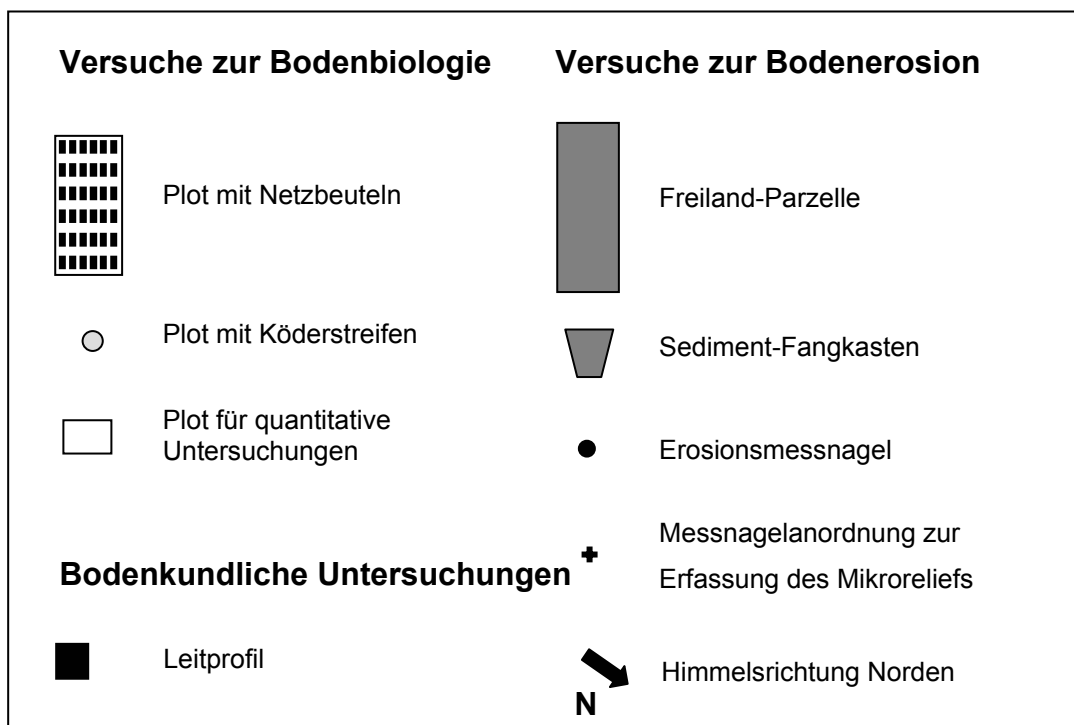 Versuche zur Bodenbiologie
Plot mit Netzbeuteln
Plot mit Köderstreifen
Plot für quantitative
Untersuchungen
Bodenkundliche Untersuchungen
Leitprofil
Versuche zur Bodenerosion
Freiland-Parzelle
Sediment-Fangkasten
Erosionsmessnagel
Messnagelanordnung zur
Erfassung des Mikroreliefs
Himmelsrichtung Norden
N